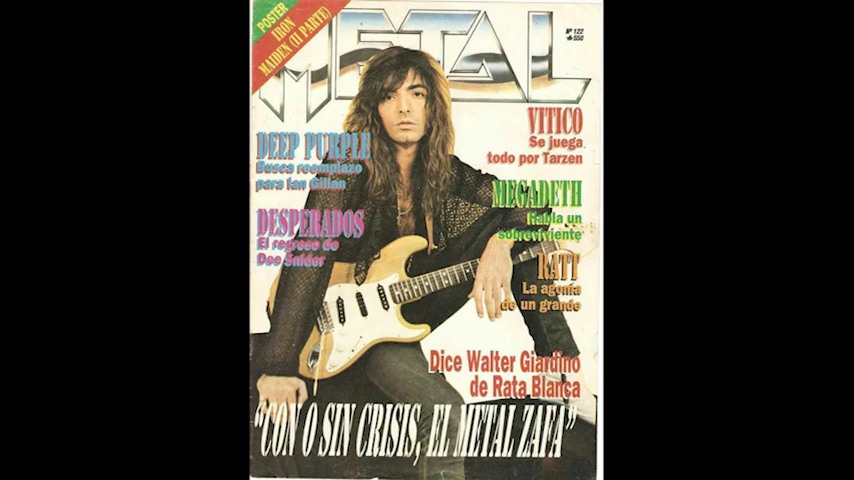 POSTER
IRON
MAIDEN (II PARTE)
METAL
Nº 122
₳ 550
DEEP PURPLE
Busca reemplazo
para Ian Gillan
DESPERADOS
El regreso de
Dee Snider
VITICO
Se juega
todo por Tarzen
MEGADETH
Habla un
sobreviviente
RATT
La agonía
de un grande
Dice Walter Giardino
de Rata Blanca
"CON O SIN CRISIS, EL METAL ZAFA"